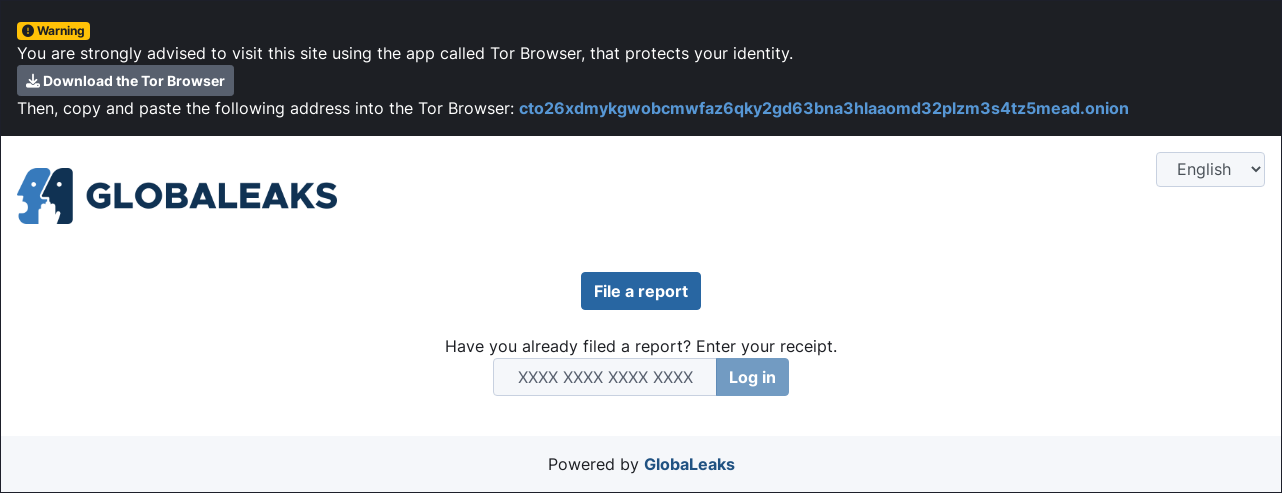 Warning
You are strongly advised to visit this site using the app called Tor Browser, that protects your identity.
Download the Tor Browser
Then, copy and paste the following address into the Tor Browser: cto26xdmykgwobcmwfaz6qky2gd63bna3hlaaomd32plzm3s4tz5mead.onion
GLOBALEAKS
English
File a report
Have you already filed a report? Enter your receipt.
XXXX XXXX XXXX XXXX
Log in
Powered by GlobaLeaks